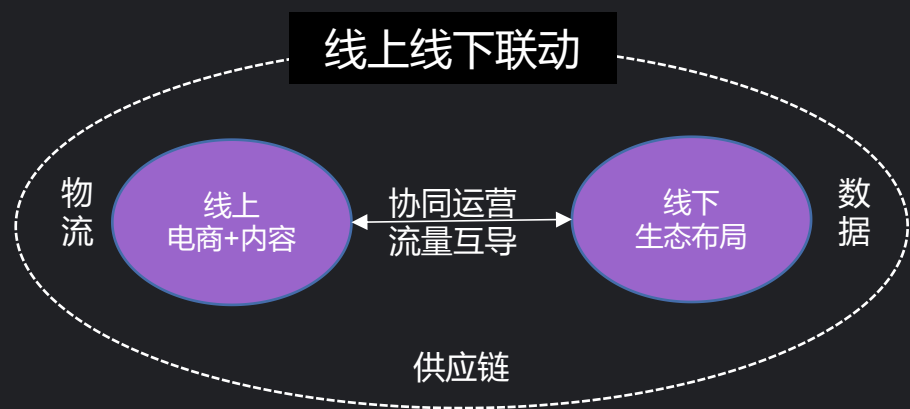 线上线下联动
物流
线上
电商+内容
协同运营
流量互导
线下
生态布局
数据
供应链